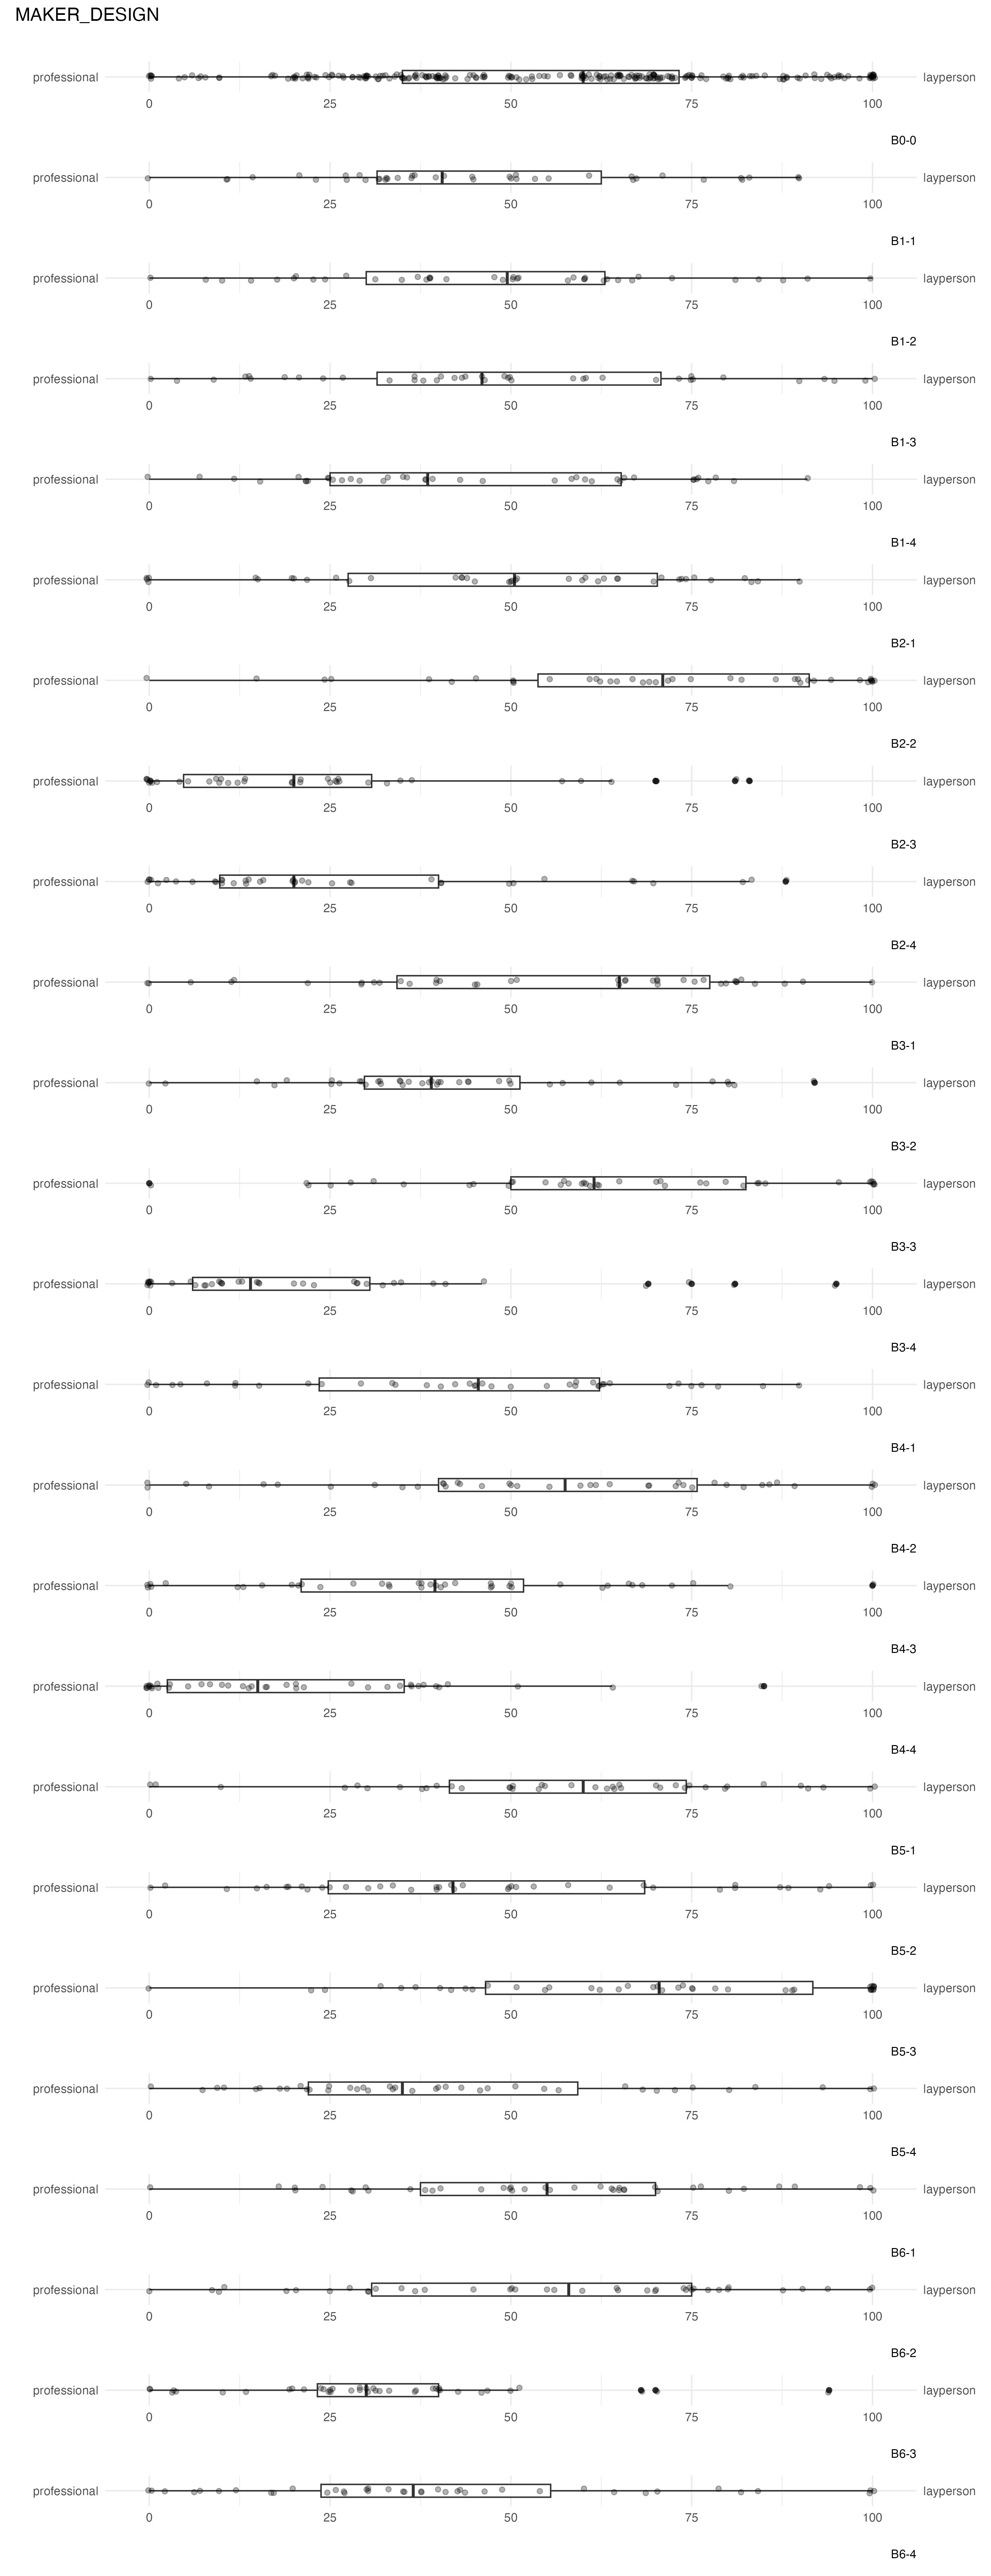 MAKER_DESIGN
professional layperson
0 25 50 75 100
B0-0
professional layperson
0 25 50 75 100
B1-1
professional layperson
0 25 50 75 100
B1-2
professional layperson
0 25 50 75 100
B1-3
professional layperson
0 25 50 75 100
B1-4
professional layperson
0 25 50 75 100
B2-1
professional layperson
0 25 50 75 100
B2-2
professional layperson
0 25 50 75 100
B2-3
professional layperson
0 25 50 75 100
B2-4
professional layperson
0 25 50 75 100
B3-1
professional layperson
0 25 50 75 100
B3-2
professional layperson
0 25 50 75 100
B3-3
professional layperson
0 25 50 75 100
B3-4
professional layperson
0 25 50 75 100
B4-1
professional layperson
0 25 50 75 100
B4-2
professional layperson
0 25 50 75 100
B4-3
professional layperson
0 25 50 75 100
B4-4
professional layperson
0 25 50 75 100
B5-1
professional layperson
0 25 50 75 100
B5-2
professional layperson
0 25 50 75 100
B5-3
professional layperson
0 25 50 75 100
B5-4
professional layperson
0 25 50 75 100
B6-1
professional layperson
0 25 50 75 100
B6-2
professional layperson
0 25 50 75 100
B6-3
professional layperson
0 25 50 75 100
B6-4